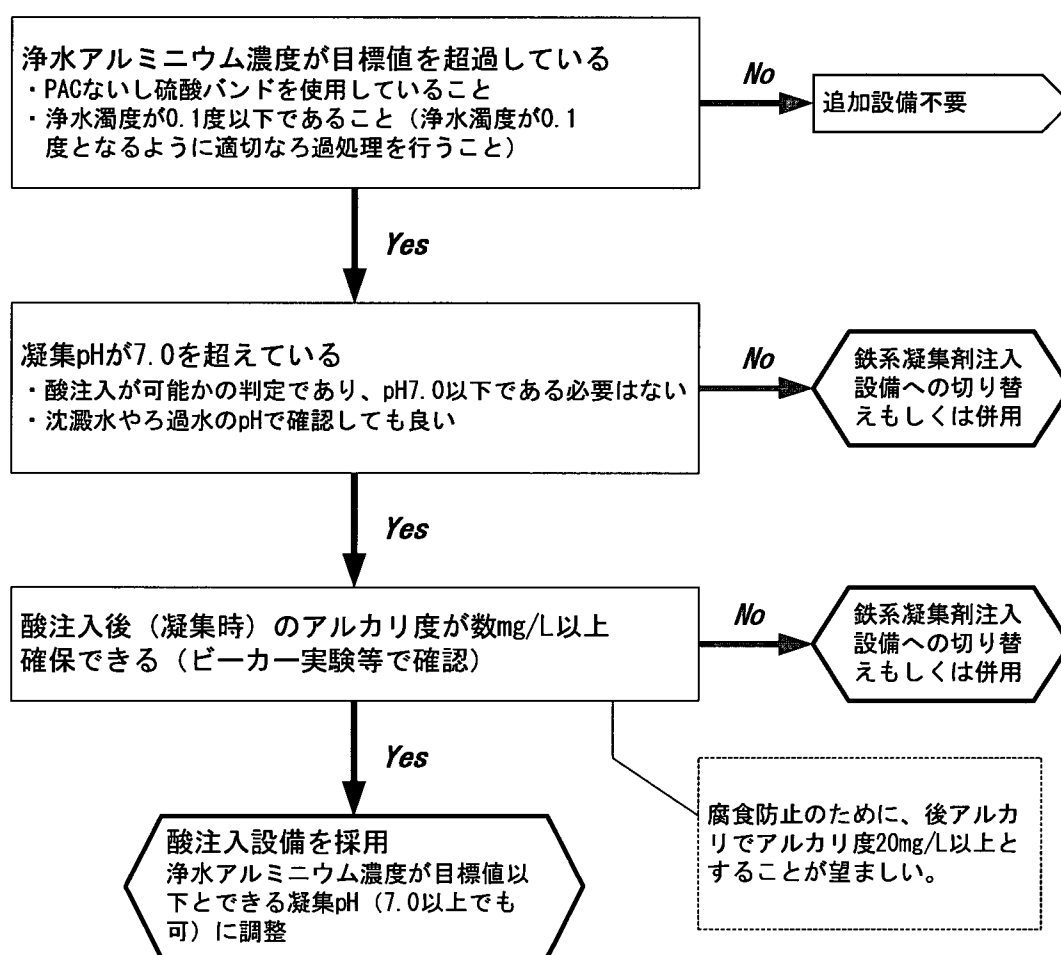 浄水アルミニウム濃度が目標値を超過している
・PACないし硫酸バンドを使用していること
・浄水濁度が0.1度以下であること（浄水濁度が0.1
度となるように適切なろ過処理を行うこと）
No
追加設備不要
Yes
凝集pHが7.0を超えている
・酸注入が可能かの判定であり、pH7.0以下である必要はない
・沈澱水やろ過水のpHで確認しても良い
No
鉄系凝集剤注入
設備への切り替
えもしくは併用
Yes
酸注入後（凝集時）のアルカリ度が数mg/L以上
確保できる（ビーカー実験等で確認）
No
鉄系凝集剤注入
設備への切り替
えもしくは併用
Yes
腐食防止のために、後アルカ
リでアルカリ度20mg/L以上と
することが望ましい。
酸注入設備を採用
浄水アルミニウム濃度が目標値以
下とできる凝集pH（7.0以上でも
可）に調整